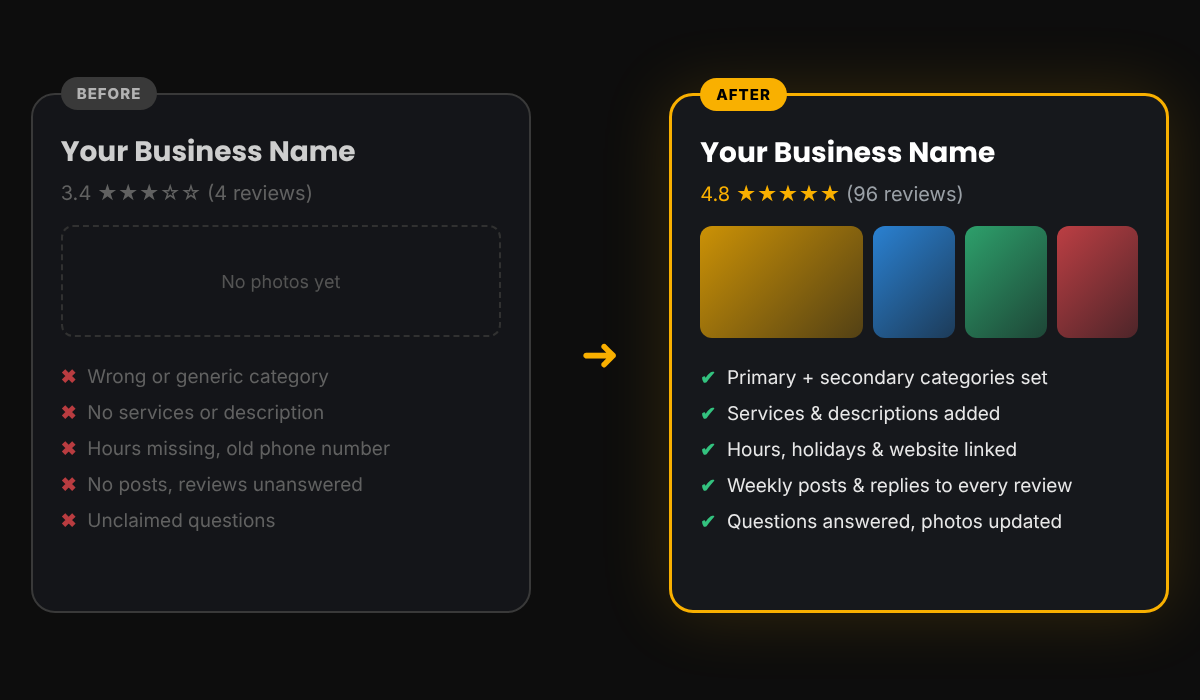 BEFORE
Your Business Name
3.4 ★★★☆☆ (4 reviews)
No photos yet
✖ Wrong or generic category
✖ No services or description
✖ Hours missing, old phone number
✖ No posts, reviews unanswered
✖ Unclaimed questions
➜
AFTER
Your Business Name
4.8 ★★★★★ (96 reviews)
✔ Primary + secondary categories set
✔ Services & descriptions added
✔ Hours, holidays & website linked
✔ Weekly posts & replies to every review
✔ Questions answered, photos updated